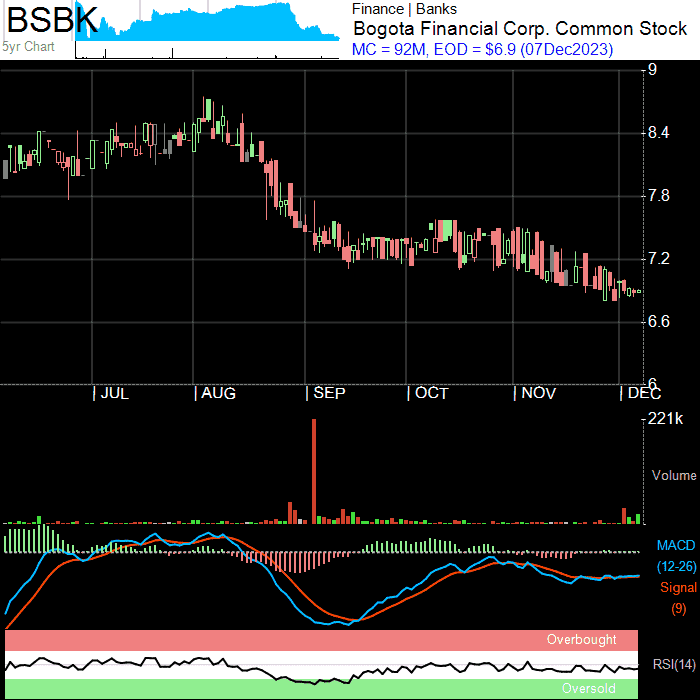 BSBK
5yr Chart
Finance | Banks
Bogota Financial Corp. Common Stock
MC = 92M, EOD = $6.9 (07Dec2023)
9
8.4
7.8
7.2
6.6
6
| JUL | AUG | SEP | OCT | NOV | DEC
221k
Volume
MACD
(12-26)
Signal
(9)
Overbought
RSI(14)
Oversold